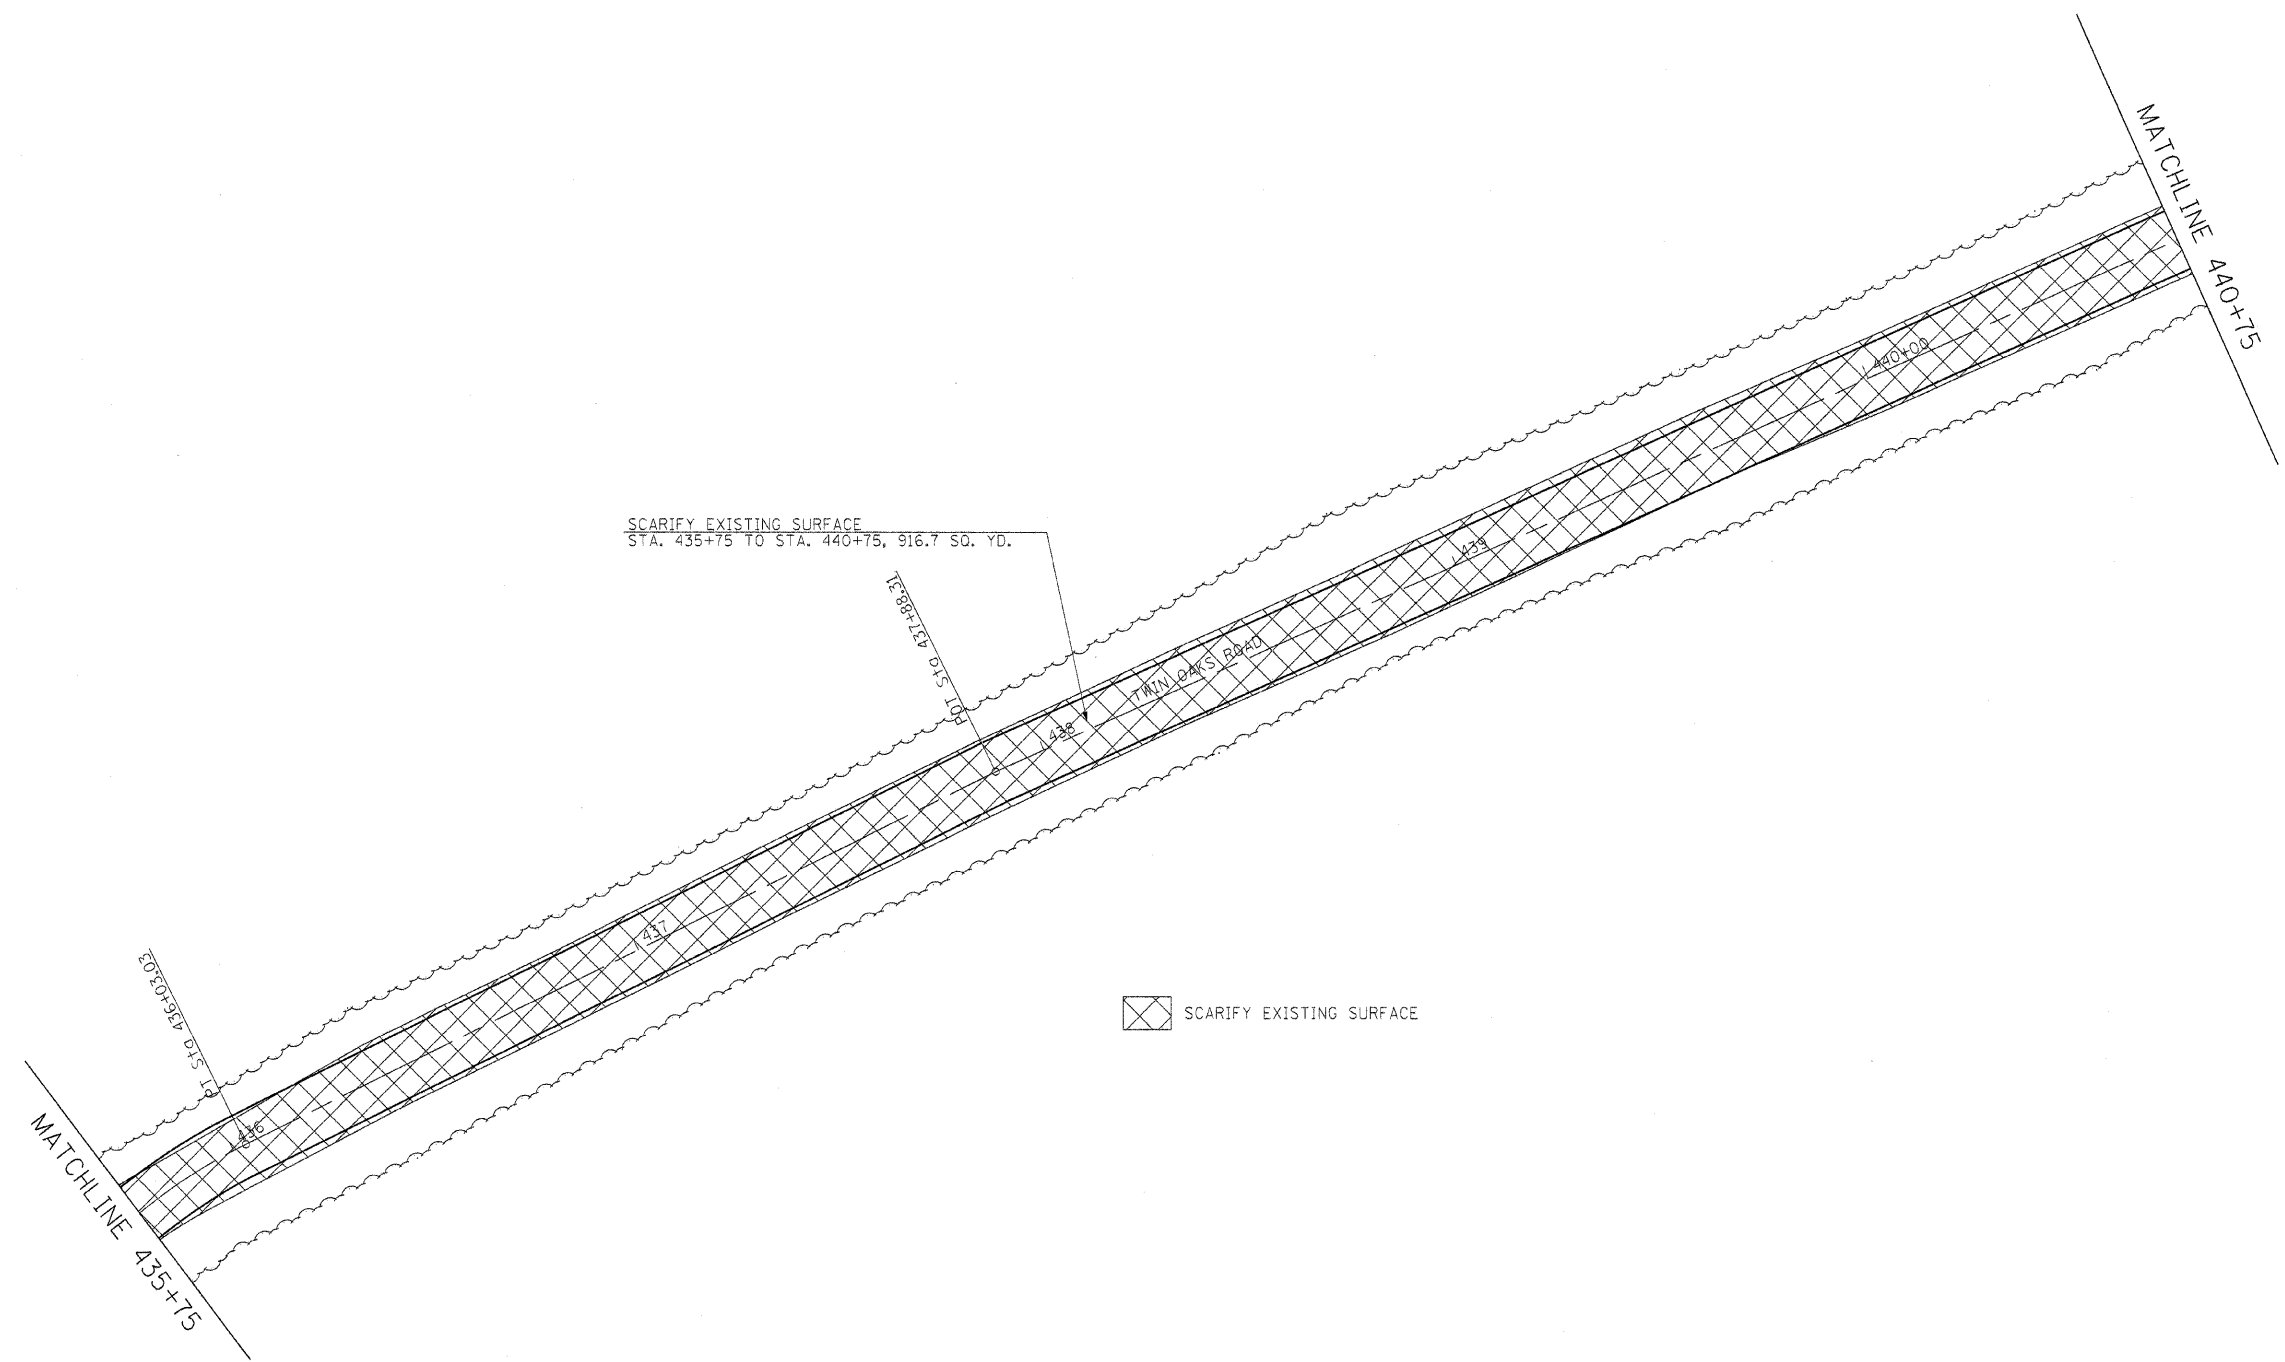 MATCHLINE 440+75
440+00
SCARIFY EXISTING SURFACE
STA. 435+75 TO STA. 440+75, 916.7 SQ. YD.
439
POT Sta 437+88.31
TWIN OAKS ROAD
438
437
PT Sta 436+03.03
SCARIFY EXISTING SURFACE
436
MATCHLINE 435+75